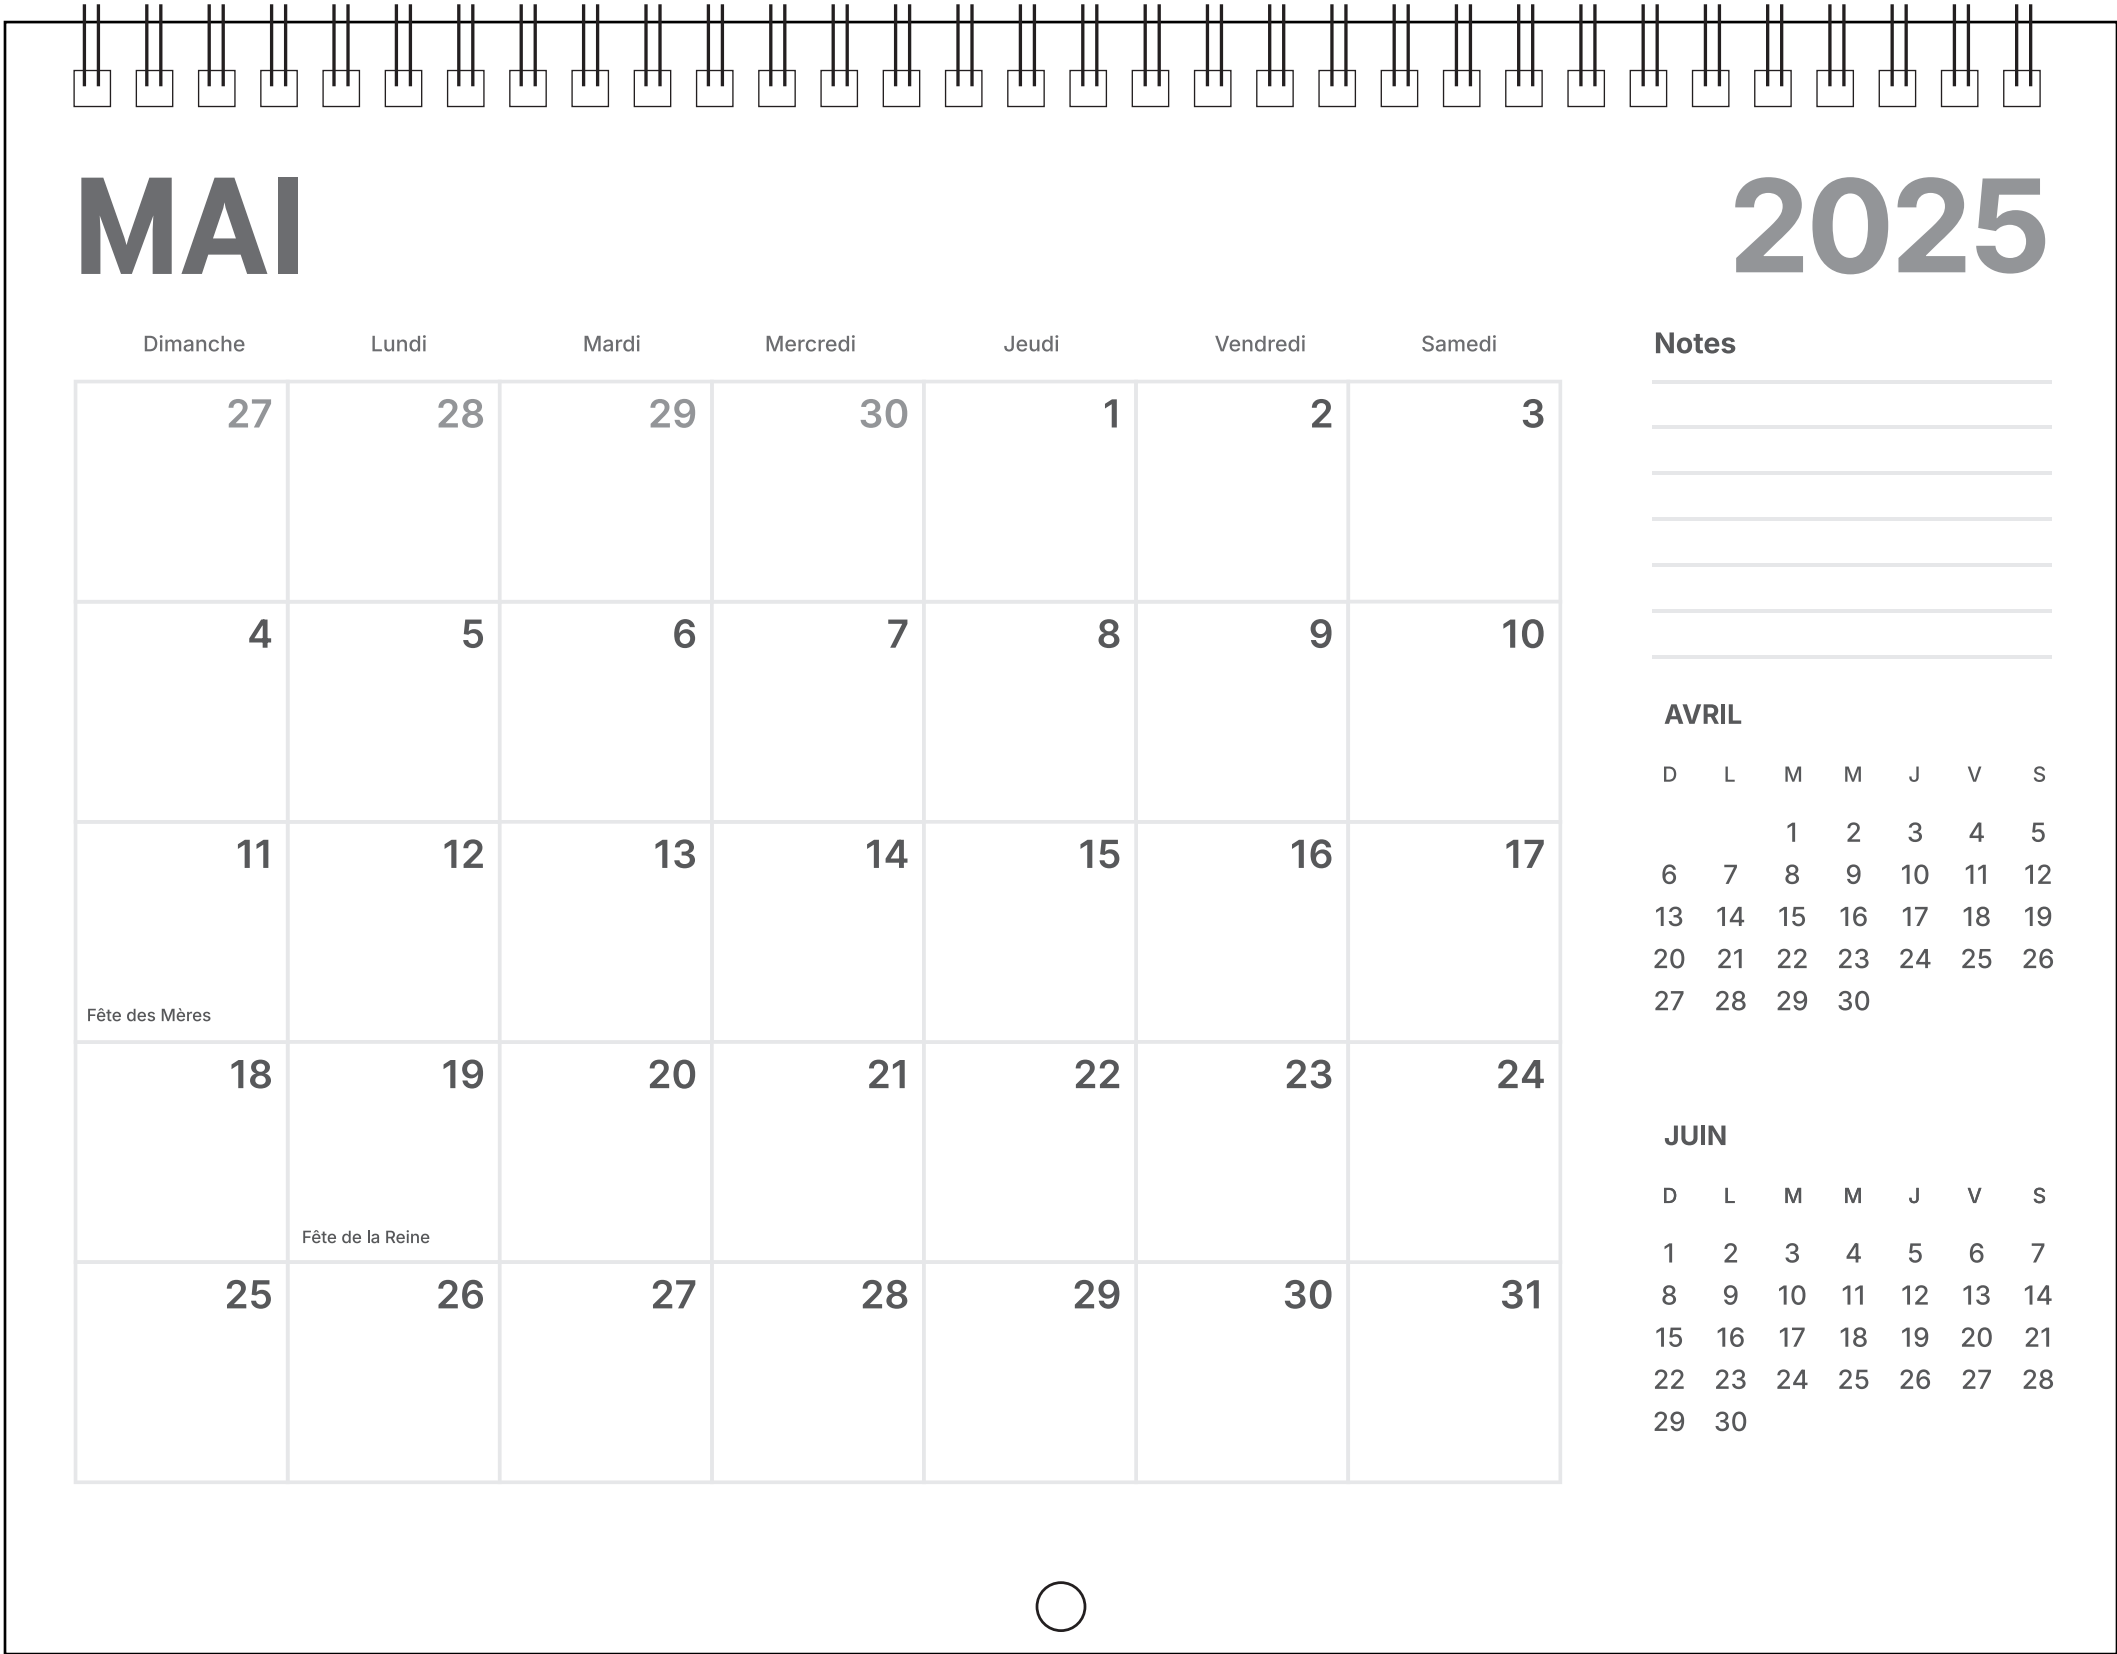 MAI 2025
Dimanche Lundi Mardi Mercredi Jeudi Vendredi Samedi
27 28 29 30 1 2 3
4 5 6 7 8 9 10
11 12 13 14 15 16 17
Fête des Mères
18 19 20 21 22 23 24
Fête de la Reine
25 26 27 28 29 30 31
Notes
AVRIL
D L M M J V S
1 2 3 4 5
6 7 8 9 10 11 12
13 14 15 16 17 18 19
20 21 22 23 24 25 26
27 28 29 30
JUIN
D L M M J V S
1 2 3 4 5 6 7
8 9 10 11 12 13 14
15 16 17 18 19 20 21
22 23 24 25 26 27 28
29 30